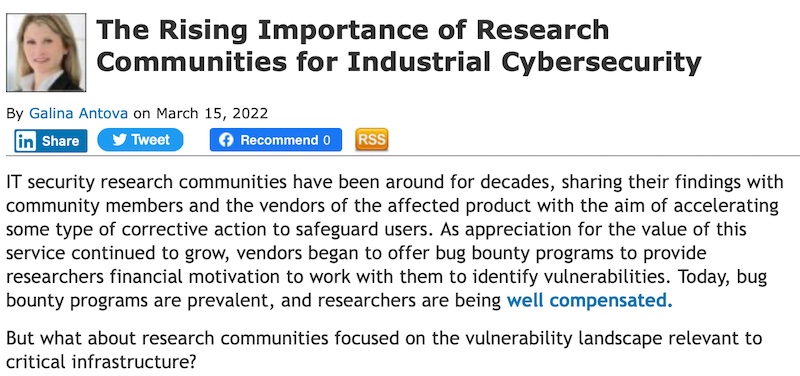 The Rising Importance of Research
Communities for Industrial Cybersecurity
By Galina Antova on March 15, 2022
in Share Tweet Recommend 0 RSS
IT security research communities have been around for decades, sharing their findings with
community members and the vendors of the affected product with the aim of accelerating
some type of corrective action to safeguard users. As appreciation for the value of this
service continued to grow, vendors began to offer bug bounty programs to provide
researchers financial motivation to work with them to identify vulnerabilities. Today, bug
bounty programs are prevalent, and researchers are being well compensated.
But what about research communities focused on the vulnerability landscape relevant to
critical infrastructure?